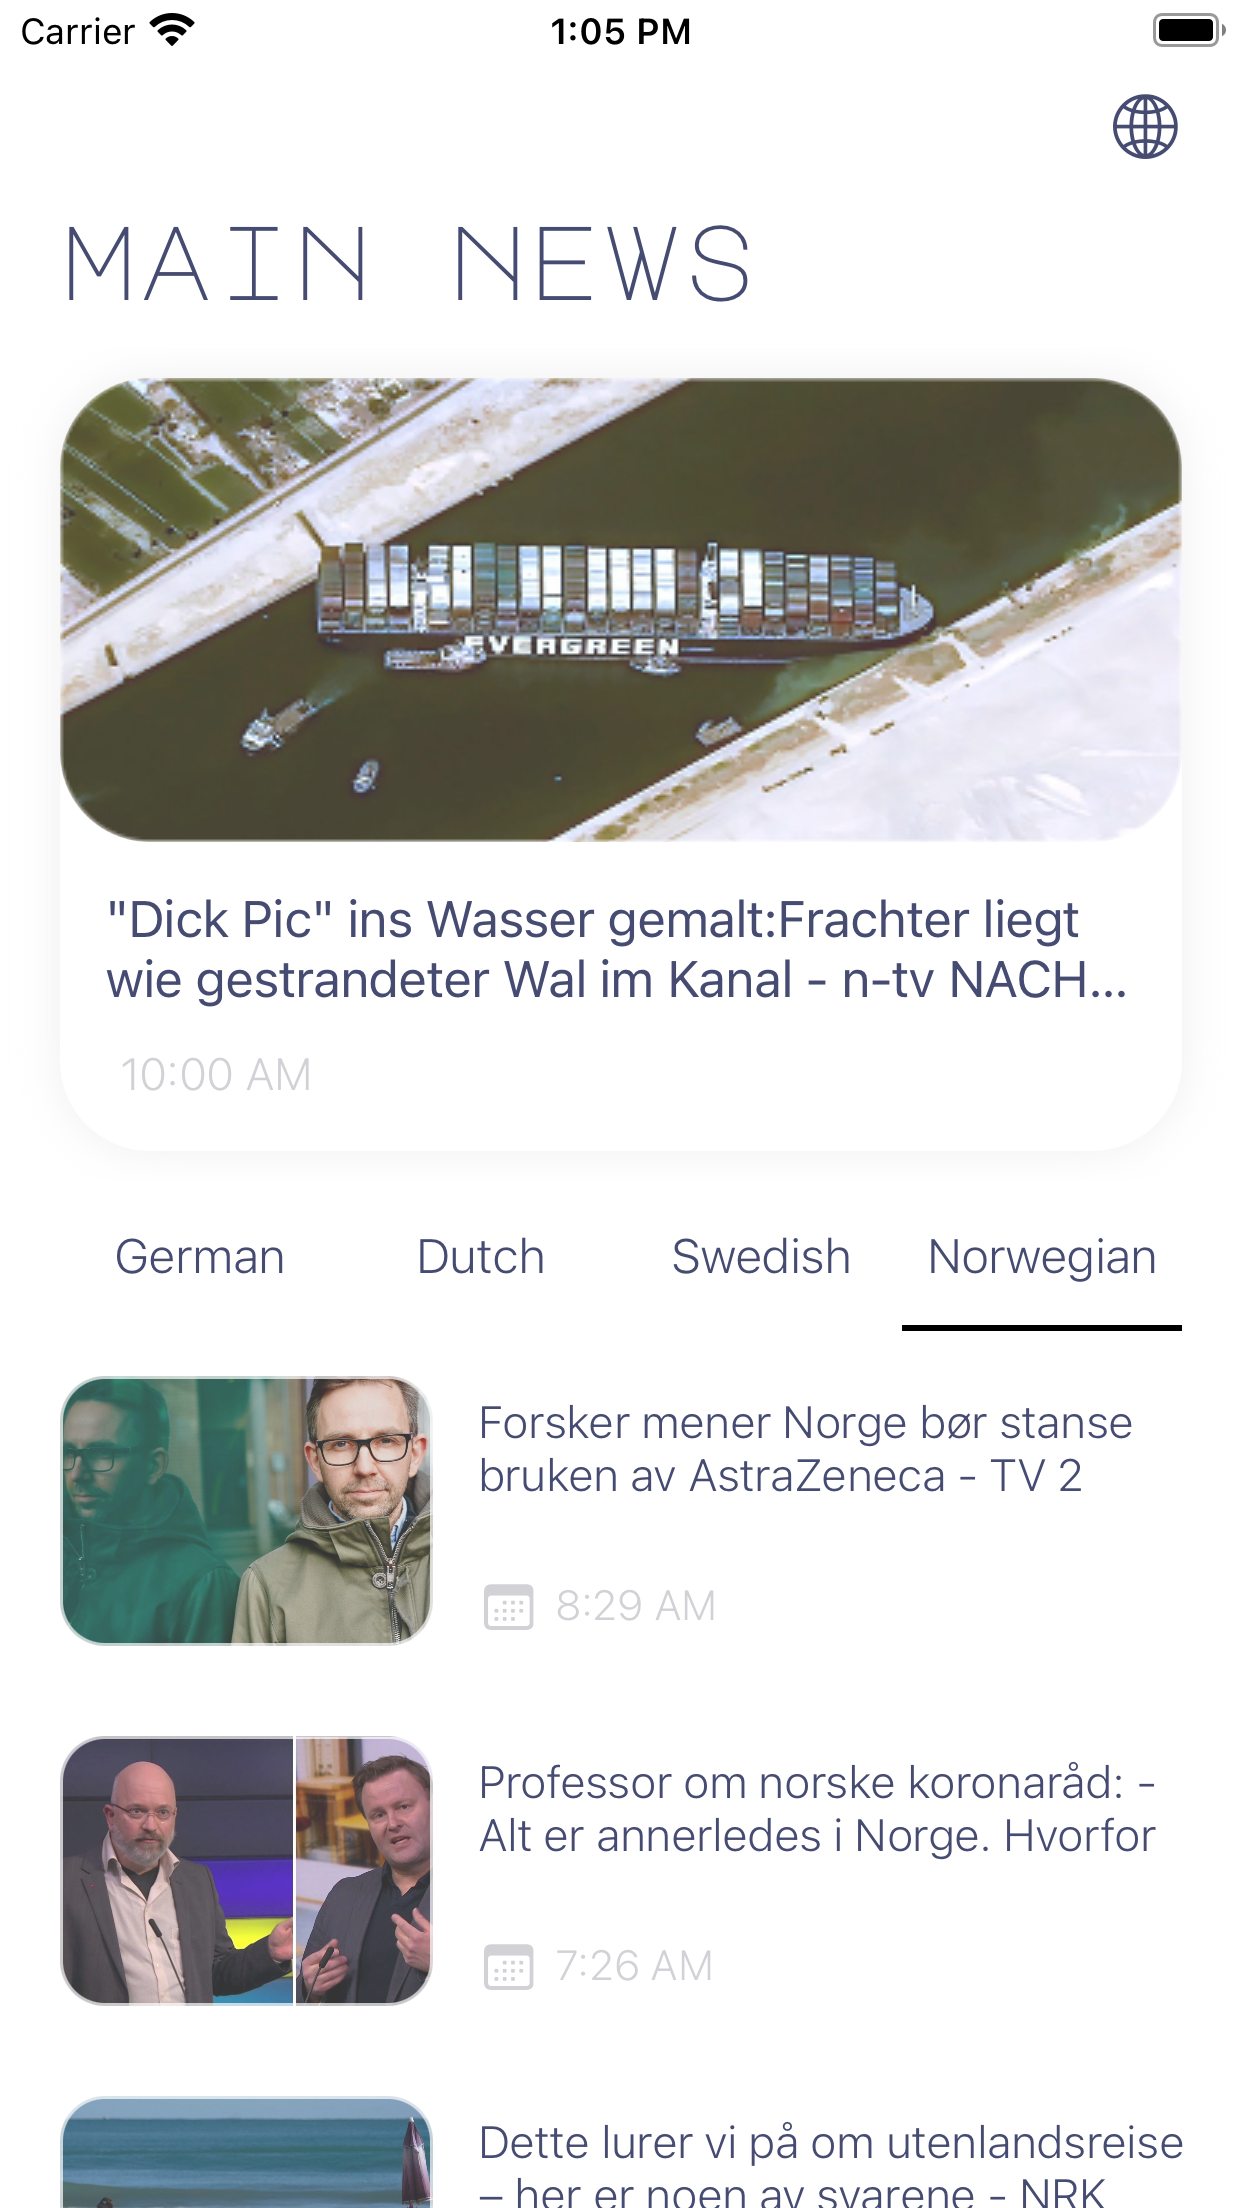 Carrier
1:05 PM
MAIN NEWS
EVERGREEN
"Dick Pic" ins Wasser gemalt:Frachter liegt
wie gestrandeter Wal im Kanal - n-tv NACH...
10:00 AM
German Dutch Swedish Norwegian
Forsker mener Norge bør stanse
bruken av AstraZeneca - TV 2
8:29 AM
Professor om norske koronaråd: -
Alt er annerledes i Norge. Hvorfor
7:26 AM
Dette lurer vi på om utenlandsreise
– her er noen av svarene - NRK